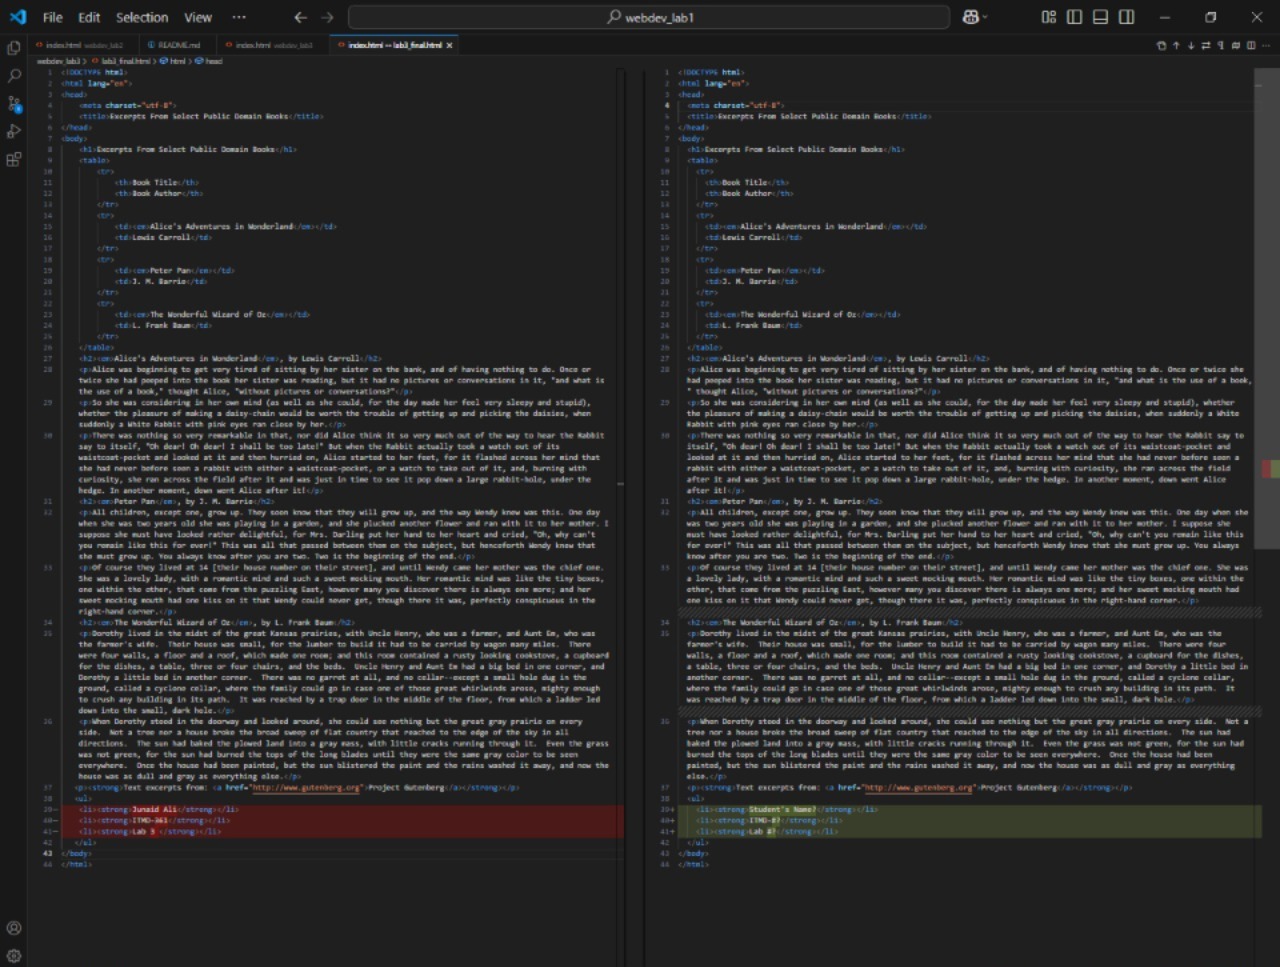 File Edit Selection View ··· webdev_lab1
index.html webdev_lab2 README.md index.html webdev_lab3 index.html ↔ lab3_final.html
webdev_lab3 > lab3_final.html > html > head
1 <!DOCTYPE html>
2 <html lang="en">
3 <head>
4 <meta charset="utf-8">
5 <title>Excerpts From Select Public Domain Books</title>
6 </head>
7 <body>
8 <h1>Excerpts From Select Public Domain Books</h1>
9 <table>
10 <tr>
11 <th>Book Title</th>
12 <th>Book Author</th>
13 </tr>
14 <tr>
15 <td><em>Alice's Adventures in Wonderland</em></td>
16 <td>Lewis Carroll</td>
17 </tr>
18 <tr>
19 <td><em>Peter Pan</em></td>
20 <td>J. M. Barrie</td>
21 </tr>
22 <tr>
23 <td><em>The Wonderful Wizard of Oz</em></td>
24 <td>L. Frank Baum</td>
25 </tr>
26 </table>
27 <h2><em>Alice's Adventures in Wonderland</em>, by Lewis Carroll</h2>
28 <p>Alice was beginning to get very tired of sitting by her sister on the bank, and of having nothing to do. Once or
twice she had peeped into the book her sister was reading, but it had no pictures or conversations in it, "and what is
the use of a book," thought Alice, "without pictures or conversations?"</p>
29 <p>So she was considering in her own mind (as well as she could, for the day made her feel very sleepy and stupid),
whether the pleasure of making a daisy-chain would be worth the trouble of getting up and picking the daisies, when
suddenly a White Rabbit with pink eyes ran close by her.</p>
30 <p>There was nothing so very remarkable in that, nor did Alice think it so very much out of the way to hear the Rabbit
say to itself, "Oh dear! Oh dear! I shall be too late!" But when the Rabbit actually took a watch out of its
waistcoat-pocket and looked at it and then hurried on, Alice started to her feet, for it flashed across her mind that
she had never before seen a rabbit with either a waistcoat-pocket, or a watch to take out of it, and, burning with
curiosity, she ran across the field after it and was just in time to see it pop down a large rabbit-hole, under the
hedge. In another moment, down went Alice after it!</p>
31 <h2><em>Peter Pan</em>, by J. M. Barrie</h2>
32 <p>All children, except one, grow up. They soon know that they will grow up, and the way Wendy knew was this. One day
when she was two years old she was playing in a garden, and she plucked another flower and ran with it to her mother. I
suppose she must have looked rather delightful, for Mrs. Darling put her hand to her heart and cried, "Oh, why can't
you remain like this for ever!" This was all that passed between them on the subject, but henceforth Wendy knew that
she must grow up. You always know after you are two. Two is the beginning of the end.</p>
33 <p>Of course they lived at 14 [their house number on their street], and until Wendy came her mother was the chief one.
She was a lovely lady, with a romantic mind and such a sweet mocking mouth. Her romantic mind was like the tiny boxes,
one within the other, that come from the puzzling East, however many you discover there is always one more; and her
sweet mocking mouth had one kiss on it that Wendy could never get, though there it was, perfectly conspicuous in the
right-hand corner.</p>
34 <h2><em>The Wonderful Wizard of Oz</em>, by L. Frank Baum</h2>
35 <p>Dorothy lived in the midst of the great Kansas prairies, with Uncle Henry, who was a farmer, and Aunt Em, who was
the farmer's wife. Their house was small, for the lumber to build it had to be carried by wagon many miles. There
were four walls, a floor and a roof, which made one room; and this room contained a rusty looking cookstove, a cupboard
for the dishes, a table, three or four chairs, and the beds. Uncle Henry and Aunt Em had a big bed in one corner, and
Dorothy a little bed in another corner. There was no garret at all, and no cellar--except a small hole dug in the
ground, called a cyclone cellar, where the family could go in case one of those great whirlwinds arose, mighty enough
to crush any building in its path. It was reached by a trap door in the middle of the floor, from which a ladder led
down into the small, dark hole.</p>
36 <p>When Dorothy stood in the doorway and looked around, she could see nothing but the great gray prairie on every
side. Not a tree nor a house broke the broad sweep of flat country that reached to the edge of the sky in all
directions. The sun had baked the plowed land into a gray mass, with little cracks running through it. Even the grass
was not green, for the sun had burned the tops of the long blades until they were the same gray color to be seen
everywhere. Once the house had been painted, but the sun blistered the paint and the rains washed it away, and now the
house was as dull and gray as everything else.</p>
37 <p><strong>Text excerpts from: <a href="http://www.gutenberg.org">Project Gutenberg</a></strong></p>
38 <ul>
39− <li><strong>Junaid Ali</strong></li>
40− <li><strong>ITMD-361</strong></li>
41− <li><strong>Lab 3 </strong></li>
42 </ul>
43 </body>
44 </html>
1 <!DOCTYPE html>
2 <html lang="en">
3 <head>
4 <meta charset="utf-8">
5 <title>Excerpts From Select Public Domain Books</title>
6 </head>
7 <body>
8 <h1>Excerpts From Select Public Domain Books</h1>
9 <table>
10 <tr>
11 <th>Book Title</th>
12 <th>Book Author</th>
13 </tr>
14 <tr>
15 <td><em>Alice's Adventures in Wonderland</em></td>
16 <td>Lewis Carroll</td>
17 </tr>
18 <tr>
19 <td><em>Peter Pan</em></td>
20 <td>J. M. Barrie</td>
21 </tr>
22 <tr>
23 <td><em>The Wonderful Wizard of Oz</em></td>
24 <td>L. Frank Baum</td>
25 </tr>
26 </table>
27 <h2><em>Alice's Adventures in Wonderland</em>, by Lewis Carroll</h2>
28 <p>Alice was beginning to get very tired of sitting by her sister on the bank, and of having nothing to do. Once or twice she
had peeped into the book her sister was reading, but it had no pictures or conversations in it, "and what is the use of a book,
" thought Alice, "without pictures or conversations?"</p>
29 <p>So she was considering in her own mind (as well as she could, for the day made her feel very sleepy and stupid), whether
the pleasure of making a daisy-chain would be worth the trouble of getting up and picking the daisies, when suddenly a White
Rabbit with pink eyes ran close by her.</p>
30 <p>There was nothing so very remarkable in that, nor did Alice think it so very much out of the way to hear the Rabbit say to
itself, "Oh dear! Oh dear! I shall be too late!" But when the Rabbit actually took a watch out of its waistcoat-pocket and
looked at it and then hurried on, Alice started to her feet, for it flashed across her mind that she had never before seen a
rabbit with either a waistcoat-pocket, or a watch to take out of it, and, burning with curiosity, she ran across the field
after it and was just in time to see it pop down a large rabbit-hole, under the hedge. In another moment, down went Alice
after it!</p>
31 <h2><em>Peter Pan</em>, by J. M. Barrie</h2>
32 <p>All children, except one, grow up. They soon know that they will grow up, and the way Wendy knew was this. One day when she
was two years old she was playing in a garden, and she plucked another flower and ran with it to her mother. I suppose she
must have looked rather delightful, for Mrs. Darling put her hand to her heart and cried, "Oh, why can't you remain like this
for ever!" This was all that passed between them on the subject, but henceforth Wendy knew that she must grow up. You always
know after you are two. Two is the beginning of the end.</p>
33 <p>Of course they lived at 14 [their house number on their street], and until Wendy came her mother was the chief one. She was
a lovely lady, with a romantic mind and such a sweet mocking mouth. Her romantic mind was like the tiny boxes, one within the
other, that come from the puzzling East, however many you discover there is always one more; and her sweet mocking mouth had
one kiss on it that Wendy could never get, though there it was, perfectly conspicuous in the right-hand corner.</p>
34 <h2><em>The Wonderful Wizard of Oz</em>, by L. Frank Baum</h2>
35 <p>Dorothy lived in the midst of the great Kansas prairies, with Uncle Henry, who was a farmer, and Aunt Em, who was the
farmer's wife. Their house was small, for the lumber to build it had to be carried by wagon many miles. There were four
walls, a floor and a roof, which made one room; and this room contained a rusty looking cookstove, a cupboard for the dishes,
a table, three or four chairs, and the beds. Uncle Henry and Aunt Em had a big bed in one corner, and Dorothy a little bed in
another corner. There was no garret at all, and no cellar--except a small hole dug in the ground, called a cyclone cellar,
where the family could go in case one of those great whirlwinds arose, mighty enough to crush any building in its path. It
was reached by a trap door in the middle of the floor, from which a ladder led down into the small, dark hole.</p>
36 <p>When Dorothy stood in the doorway and looked around, she could see nothing but the great gray prairie on every side. Not a
tree nor a house broke the broad sweep of flat country that reached to the edge of the sky in all directions. The sun had
baked the plowed land into a gray mass, with little cracks running through it. Even the grass was not green, for the sun had
burned the tops of the long blades until they were the same gray color to be seen everywhere. Once the house had been
painted, but the sun blistered the paint and the rains washed it away, and now the house was as dull and gray as everything
else.</p>
37 <p><strong>Text excerpts from: <a href="http://www.gutenberg.org">Project Gutenberg</a></strong></p>
38 <ul>
39+ <li><strong>Student's Name?</strong></li>
40+ <li><strong>ITMD-#?</strong></li>
41+ <li><strong>Lab #?</strong></li>
42 </ul>
43 </body>
44 </html>